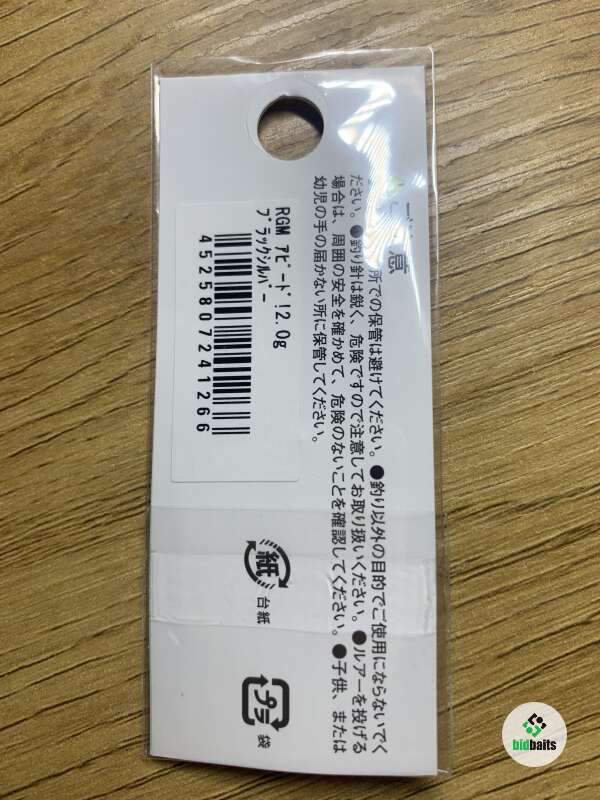 ご注意
所での保管は避けてください。●釣り以外の目的でご使用にならないでく
ださい。●釣り針は鋭く、危険ですので注意してお取り扱いください。●ルアーを投げる
場合は、周囲の安全を確かめて、危険のないことを確認してください。●子供、または
幼児の手の届かない所に保管してください。
RGM ｱﾋﾟｰﾄﾞ12.0g
ﾌﾞﾗｯｸｼﾙﾊﾞｰ
4525807241266
紙
台紙
プラ
袋
bidbaits